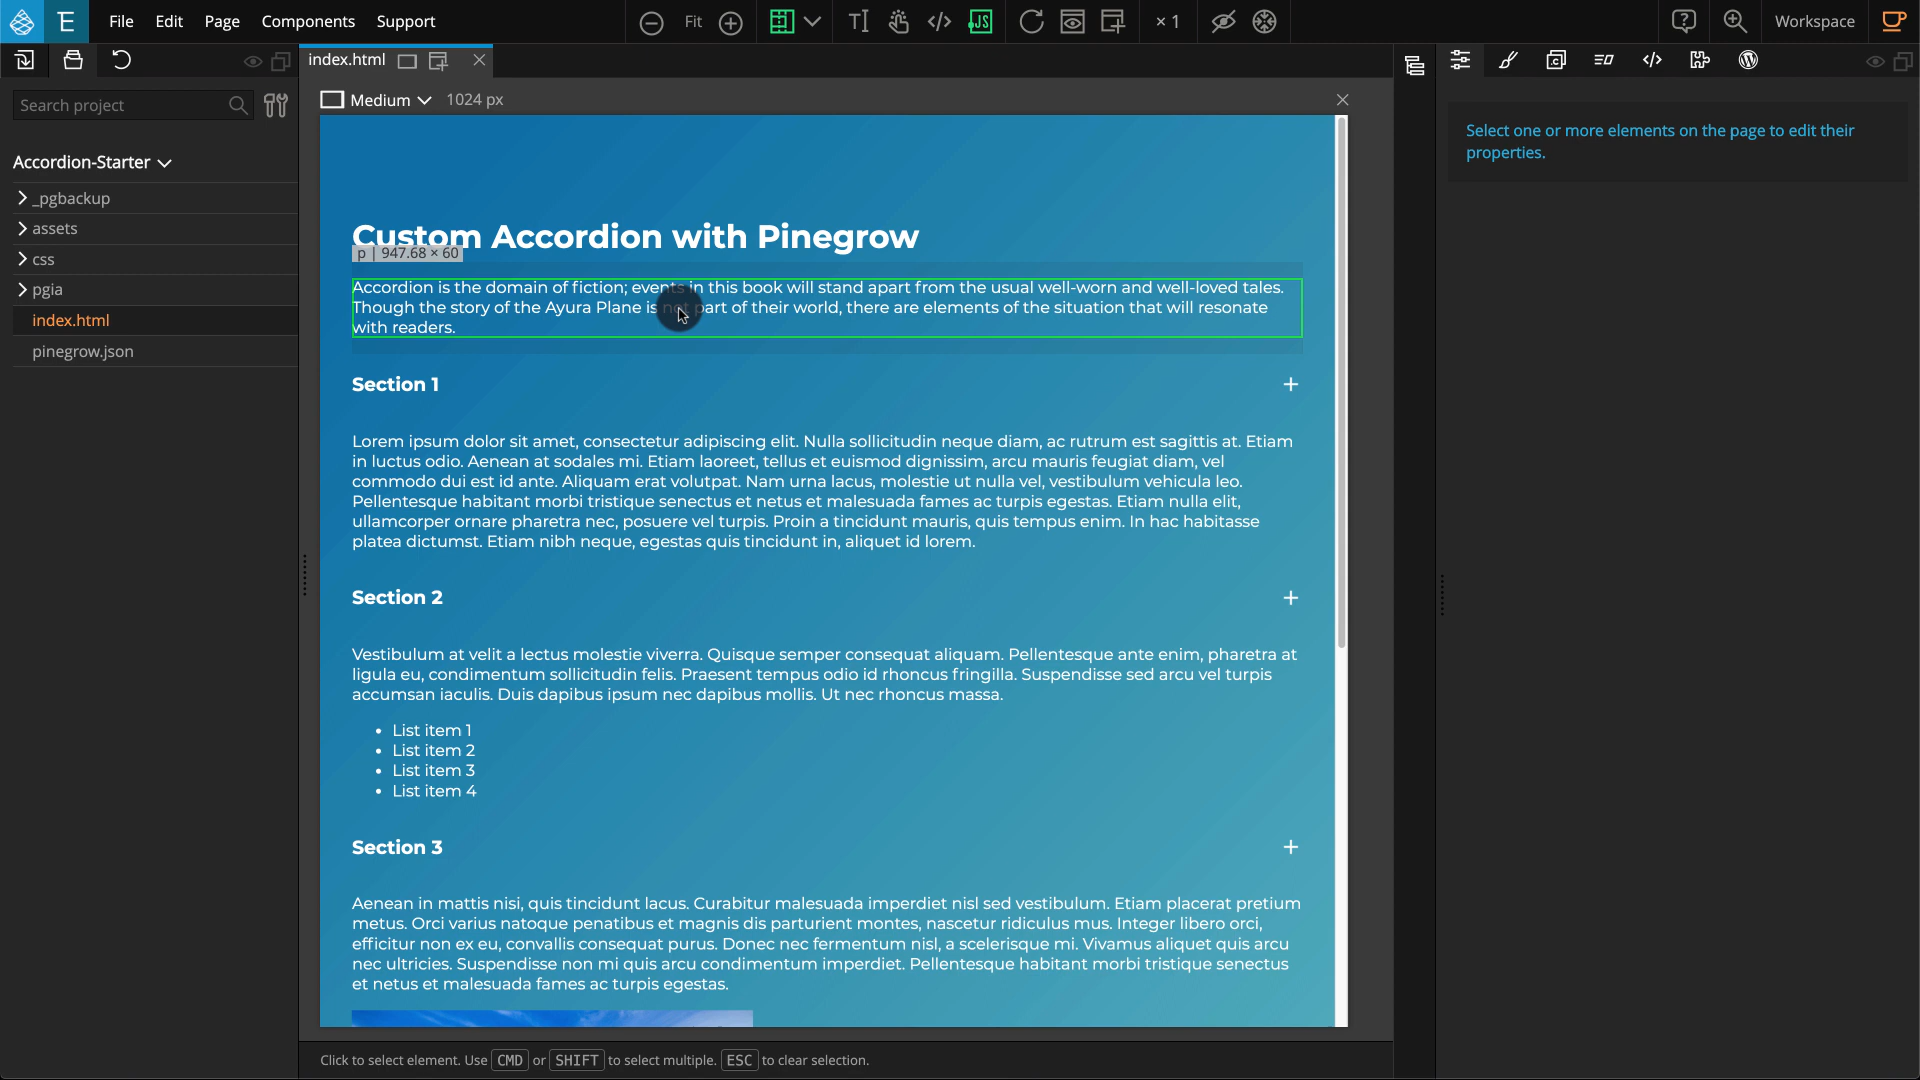 E File Edit Page Components Support Fit JS × 1 Workspace
index.html
Search project
Medium 1024 px
Select one or more elements on the page to edit their
properties.
Accordion-Starter
_pgbackup
assets
css
pgia
index.html
pinegrow.json
Custom Accordion with Pinegrow
p | 947.68 × 60
Accordion is the domain of fiction; events in this book will stand apart from the usual well-worn and well-loved tales.
Though the story of the Ayura Plane is not part of their world, there are elements of the situation that will resonate
with readers.
Section 1 +
Lorem ipsum dolor sit amet, consectetur adipiscing elit. Nulla sollicitudin neque diam, ac rutrum est sagittis at. Etiam
in luctus odio. Aenean at sodales mi. Etiam laoreet, tellus et euismod dignissim, arcu mauris feugiat diam, vel
commodo dui est id ante. Aliquam erat volutpat. Nam urna lacus, molestie ut nulla vel, vestibulum vehicula leo.
Pellentesque habitant morbi tristique senectus et netus et malesuada fames ac turpis egestas. Etiam nulla elit,
ullamcorper ornare pharetra nec, posuere vel turpis. Proin a tincidunt mauris, quis tempus enim. In hac habitasse
platea dictumst. Etiam nibh neque, egestas quis tincidunt in, aliquet id lorem.
Section 2 +
Vestibulum at velit a lectus molestie viverra. Quisque semper consequat aliquam. Pellentesque ante enim, pharetra at
ligula eu, condimentum sollicitudin felis. Praesent tempus odio id rhoncus fringilla. Suspendisse sed arcu vel turpis
accumsan iaculis. Duis dapibus ipsum nec dapibus mollis. Ut nec rhoncus massa.
• List item 1
• List item 2
• List item 3
• List item 4
Section 3 +
Aenean in mattis nisi, quis tincidunt lacus. Curabitur malesuada imperdiet nisl sed vestibulum. Etiam placerat pretium
metus. Orci varius natoque penatibus et magnis dis parturient montes, nascetur ridiculus mus. Integer libero orci,
efficitur non ex eu, convallis consequat purus. Donec nec fermentum nisl, a scelerisque mi. Vivamus aliquet quis arcu
nec ultricies. Suspendisse non mi quis arcu condimentum imperdiet. Pellentesque habitant morbi tristique senectus
et netus et malesuada fames ac turpis egestas.
Click to select element. Use CMD or SHIFT to select multiple. ESC to clear selection.